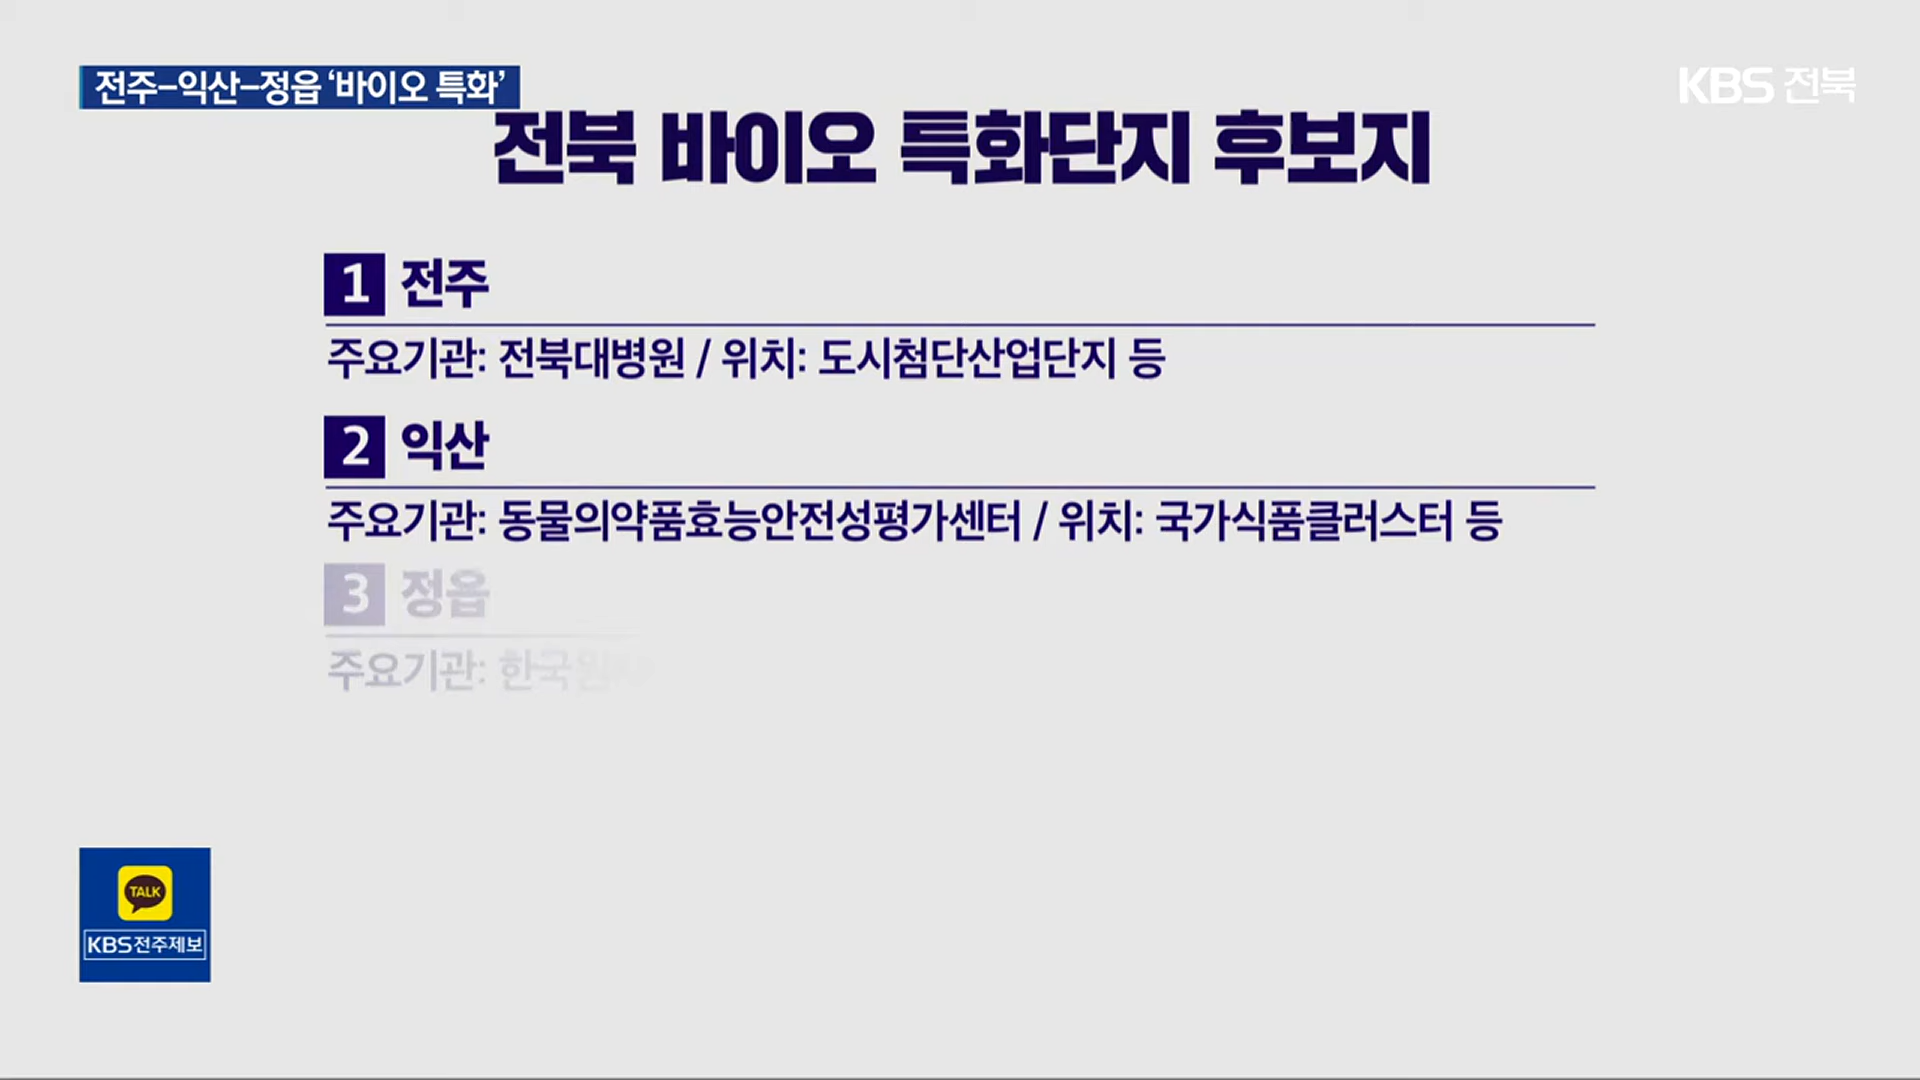 전주-익산-정읍 '바이오 특화'
KBS 전북
전북 바이오 특화단지 후보지
1 전주
주요기관: 전북대병원 / 위치: 도시첨단산업단지 등
2 익산
주요기관: 동물의약품효능안전성평가센터 / 위치: 국가식품클러스터 등
3 정읍
주요기관:
TALK
KBS전주제보